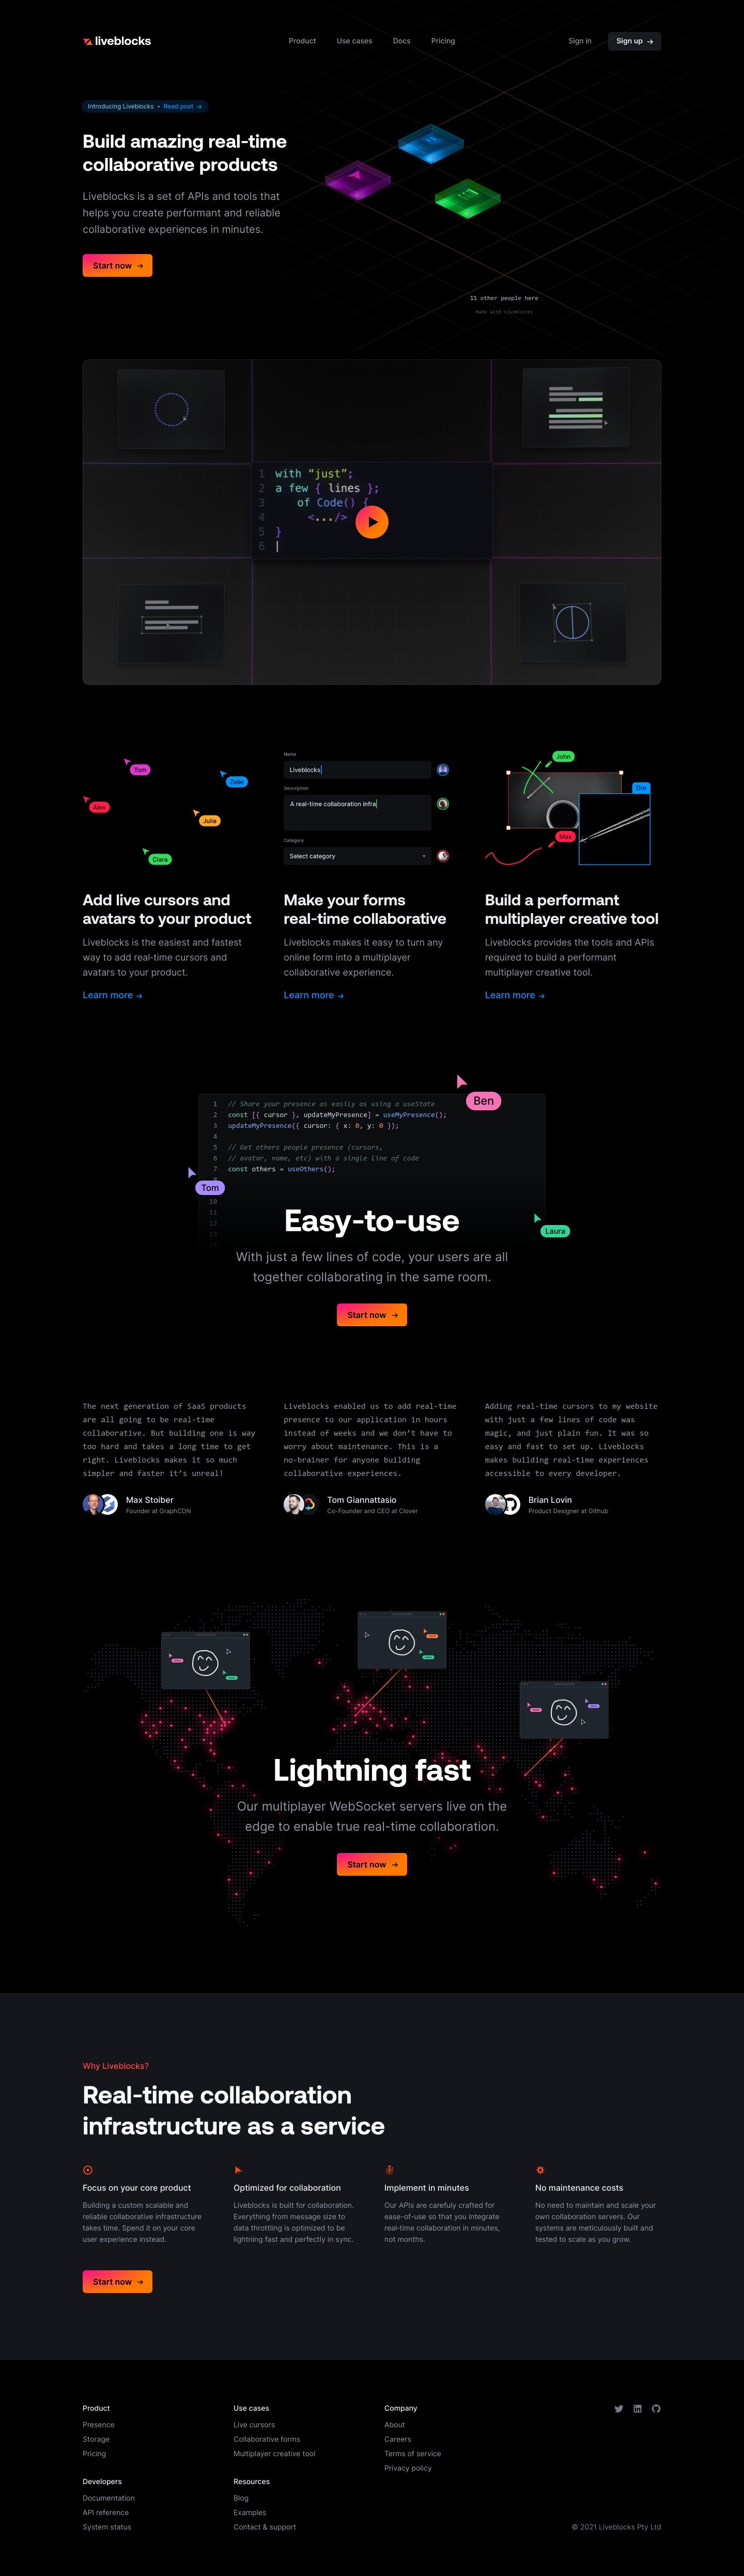 liveblocks
Product
Use cases
Docs
Pricing
Sign in
Sign up →
Introducing Liveblocks • Read post →
Build amazing real-time
collaborative products
Liveblocks is a set of APIs and tools that
helps you create performant and reliable
collaborative experiences in minutes.
Start now →
11 other people here
Made with Liveblocks
1 with “just”;
2 a few { lines };
3 of Code() {
4 <.../>
5 }
6
Tom
Zelie
Alex
Julie
Clara
Name
Liveblocks
Description
A real-time collaboration infra
Category
Select category
John
Dre
Max
Add live cursors and
avatars to your product
Liveblocks is the easiest and fastest
way to add real-time cursors and
avatars to your product.
Learn more →
Make your forms
real-time collaborative
Liveblocks makes it easy to turn any
online form into a multiplayer
collaborative experience.
Learn more →
Build a performant
multiplayer creative tool
Liveblocks provides the tools and APIs
required to build a performant
multiplayer creative tool.
Learn more →
Ben
1 // Share your presence as easily as using a useState
2 const [{ cursor }, updateMyPresence] = useMyPresence();
3 updateMyPresence({ cursor: { x: 0, y: 0 });
4
5 // Get others people presence (cursors,
6 // avatar, name, etc) with a single line of code
7 const others = useOthers();
Tom
10
11
12
13
Laura
Easy-to-use
With just a few lines of code, your users are all
together collaborating in the same room.
Start now →
The next generation of SaaS products
are all going to be real-time
collaborative. But building one is way
too hard and takes a long time to get
right. Liveblocks makes it so much
simpler and faster it’s unreal!
Max Stoiber
Founder at GraphCDN
Liveblocks enabled us to add real-time
presence to our application in hours
instead of weeks and we don’t have to
worry about maintenance. This is a
no-brainer for anyone building
collaborative experiences.
Tom Giannattasio
Co-Founder and CEO at Clover
Adding real-time cursors to my website
with just a few lines of code was
magic, and just plain fun. It was so
easy and fast to set up. Liveblocks
makes building real-time experiences
accessible to every developer.
Brian Lovin
Product Designer at Github
Lightning fast
Our multiplayer WebSocket servers live on the
edge to enable true real-time collaboration.
Start now →
Why Liveblocks?
Real-time collaboration
infrastructure as a service
Focus on your core product
Building a custom scalable and
reliable collaborative infrastructure
takes time. Spend it on your core
user experience instead.
Optimized for collaboration
Liveblocks is built for collaboration.
Everything from message size to
data throttling is optimized to be
lightning fast and perfectly in sync.
Implement in minutes
Our APIs are carefuly crafted for
ease-of-use so that you integrate
real-time collaboration in minutes,
not months.
No maintenance costs
No need to maintain and scale your
own collaboration servers. Our
systems are meticulously built and
tested to scale as you grow.
Start now →
Product
Presence
Storage
Pricing
Use cases
Live cursors
Collaborative forms
Multiplayer creative tool
Company
About
Careers
Terms of service
Privacy policy
Developers
Documentation
API reference
System status
Resources
Blog
Examples
Contact & support
© 2021 Liveblocks Pty Ltd